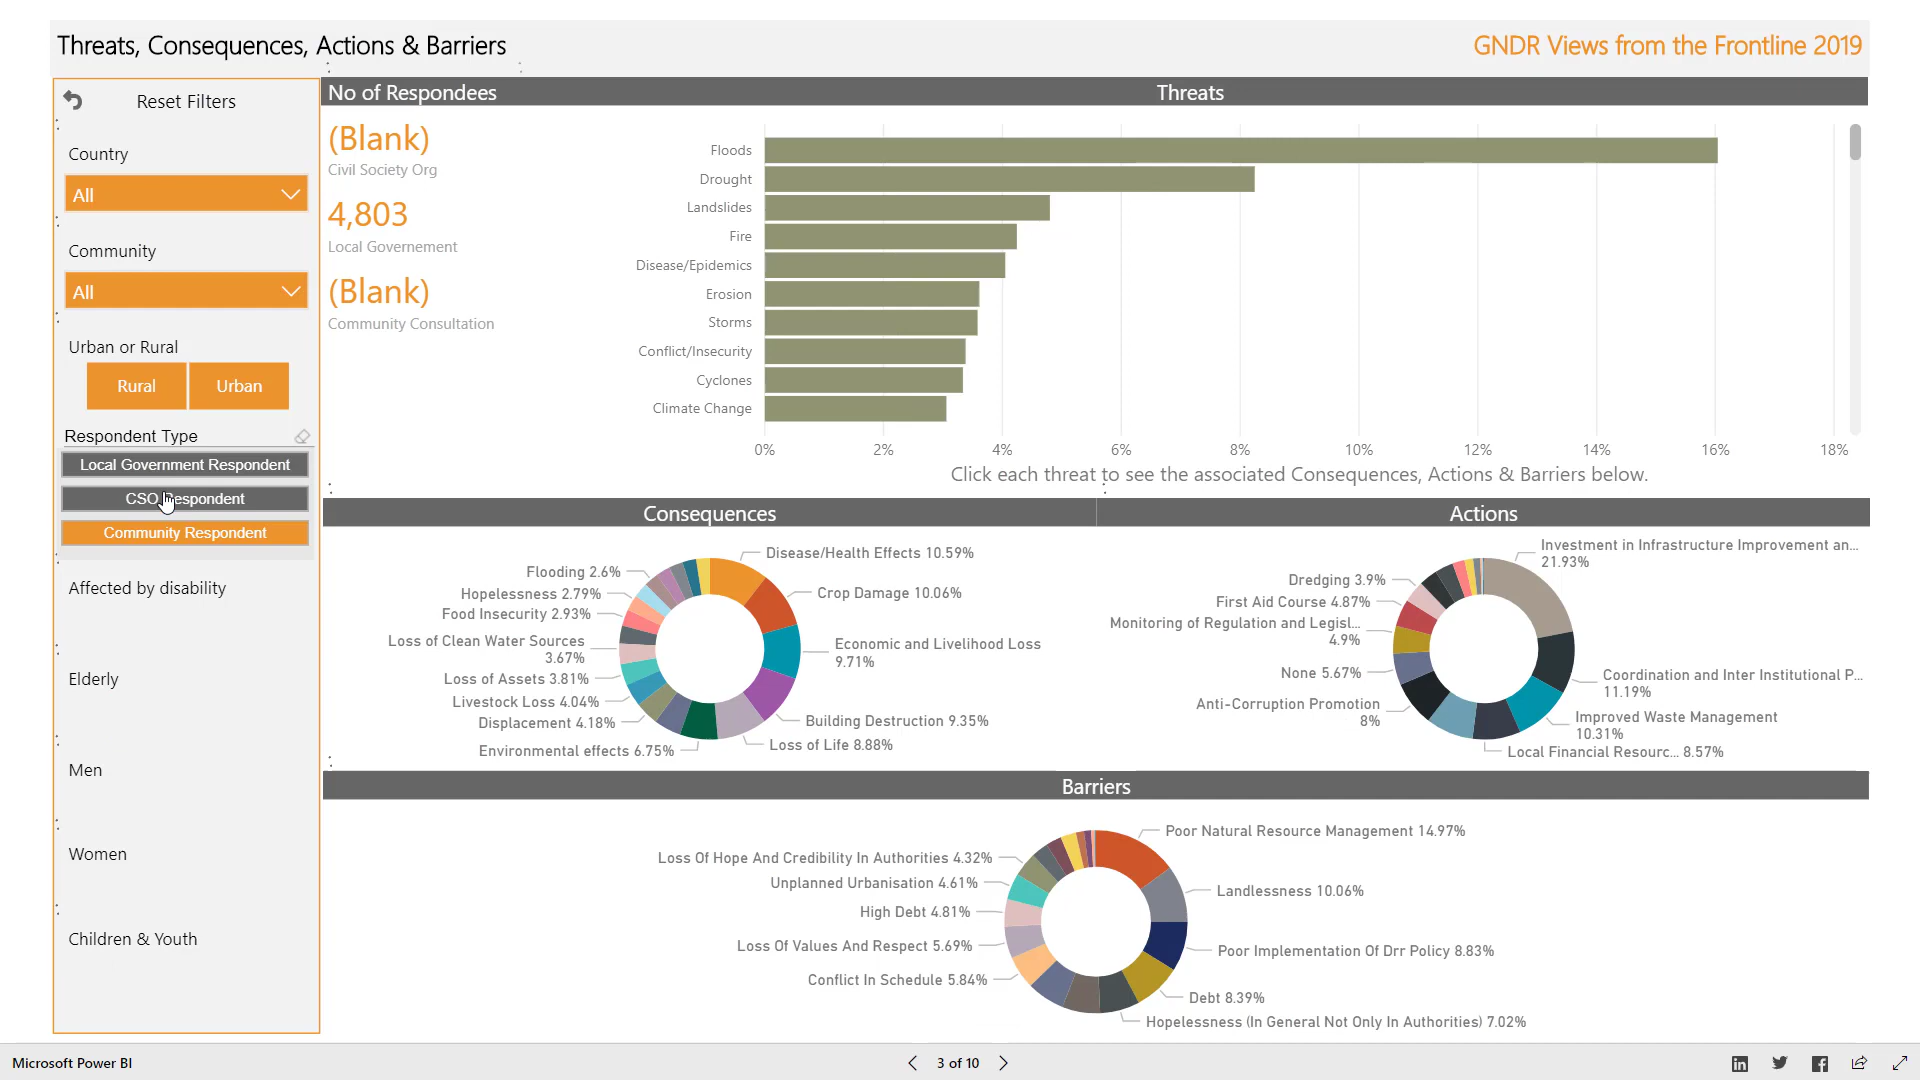 Threats, Consequences, Actions & Barriers
GNDR Views from the Frontline 2019
Reset Filters
Country
All
Community
All
Urban or Rural
Rural
Urban
Respondent Type
Local Government Respondent
CSO Respondent
Community Respondent
Affected by disability
Elderly
Men
Women
Children & Youth
No of Respondees
(Blank)
Civil Society Org
4,803
Local Governement
(Blank)
Community Consultation
Threats
Floods
Drought
Landslides
Fire
Disease/Epidemics
Erosion
Storms
Conflict/Insecurity
Cyclones
Climate Change
0% 2% 4% 6% 8% 10% 12% 14% 16% 18%
Click each threat to see the associated Consequences, Actions & Barriers below.
Consequences
Disease/Health Effects 10.59%
Crop Damage 10.06%
Economic and Livelihood Loss
9.71%
Building Destruction 9.35%
Loss of Life 8.88%
Environmental effects 6.75%
Displacement 4.18%
Livestock Loss 4.04%
Loss of Assets 3.81%
Loss of Clean Water Sources
3.67%
Food Insecurity 2.93%
Hopelessness 2.79%
Flooding 2.6%
Actions
Investment in Infrastructure Improvement an...
21.93%
Coordination and Inter Institutional P...
11.19%
Improved Waste Management
10.31%
Local Financial Resourc... 8.57%
Anti-Corruption Promotion
8%
None 5.67%
Monitoring of Regulation and Legisl...
4.9%
First Aid Course 4.87%
Dredging 3.9%
Barriers
Poor Natural Resource Management 14.97%
Landlessness 10.06%
Poor Implementation Of Drr Policy 8.83%
Debt 8.39%
Hopelessness (In General Not Only In Authorities) 7.02%
Conflict In Schedule 5.84%
Loss Of Values And Respect 5.69%
High Debt 4.81%
Unplanned Urbanisation 4.61%
Loss Of Hope And Credibility In Authorities 4.32%
Microsoft Power BI
3 of 10